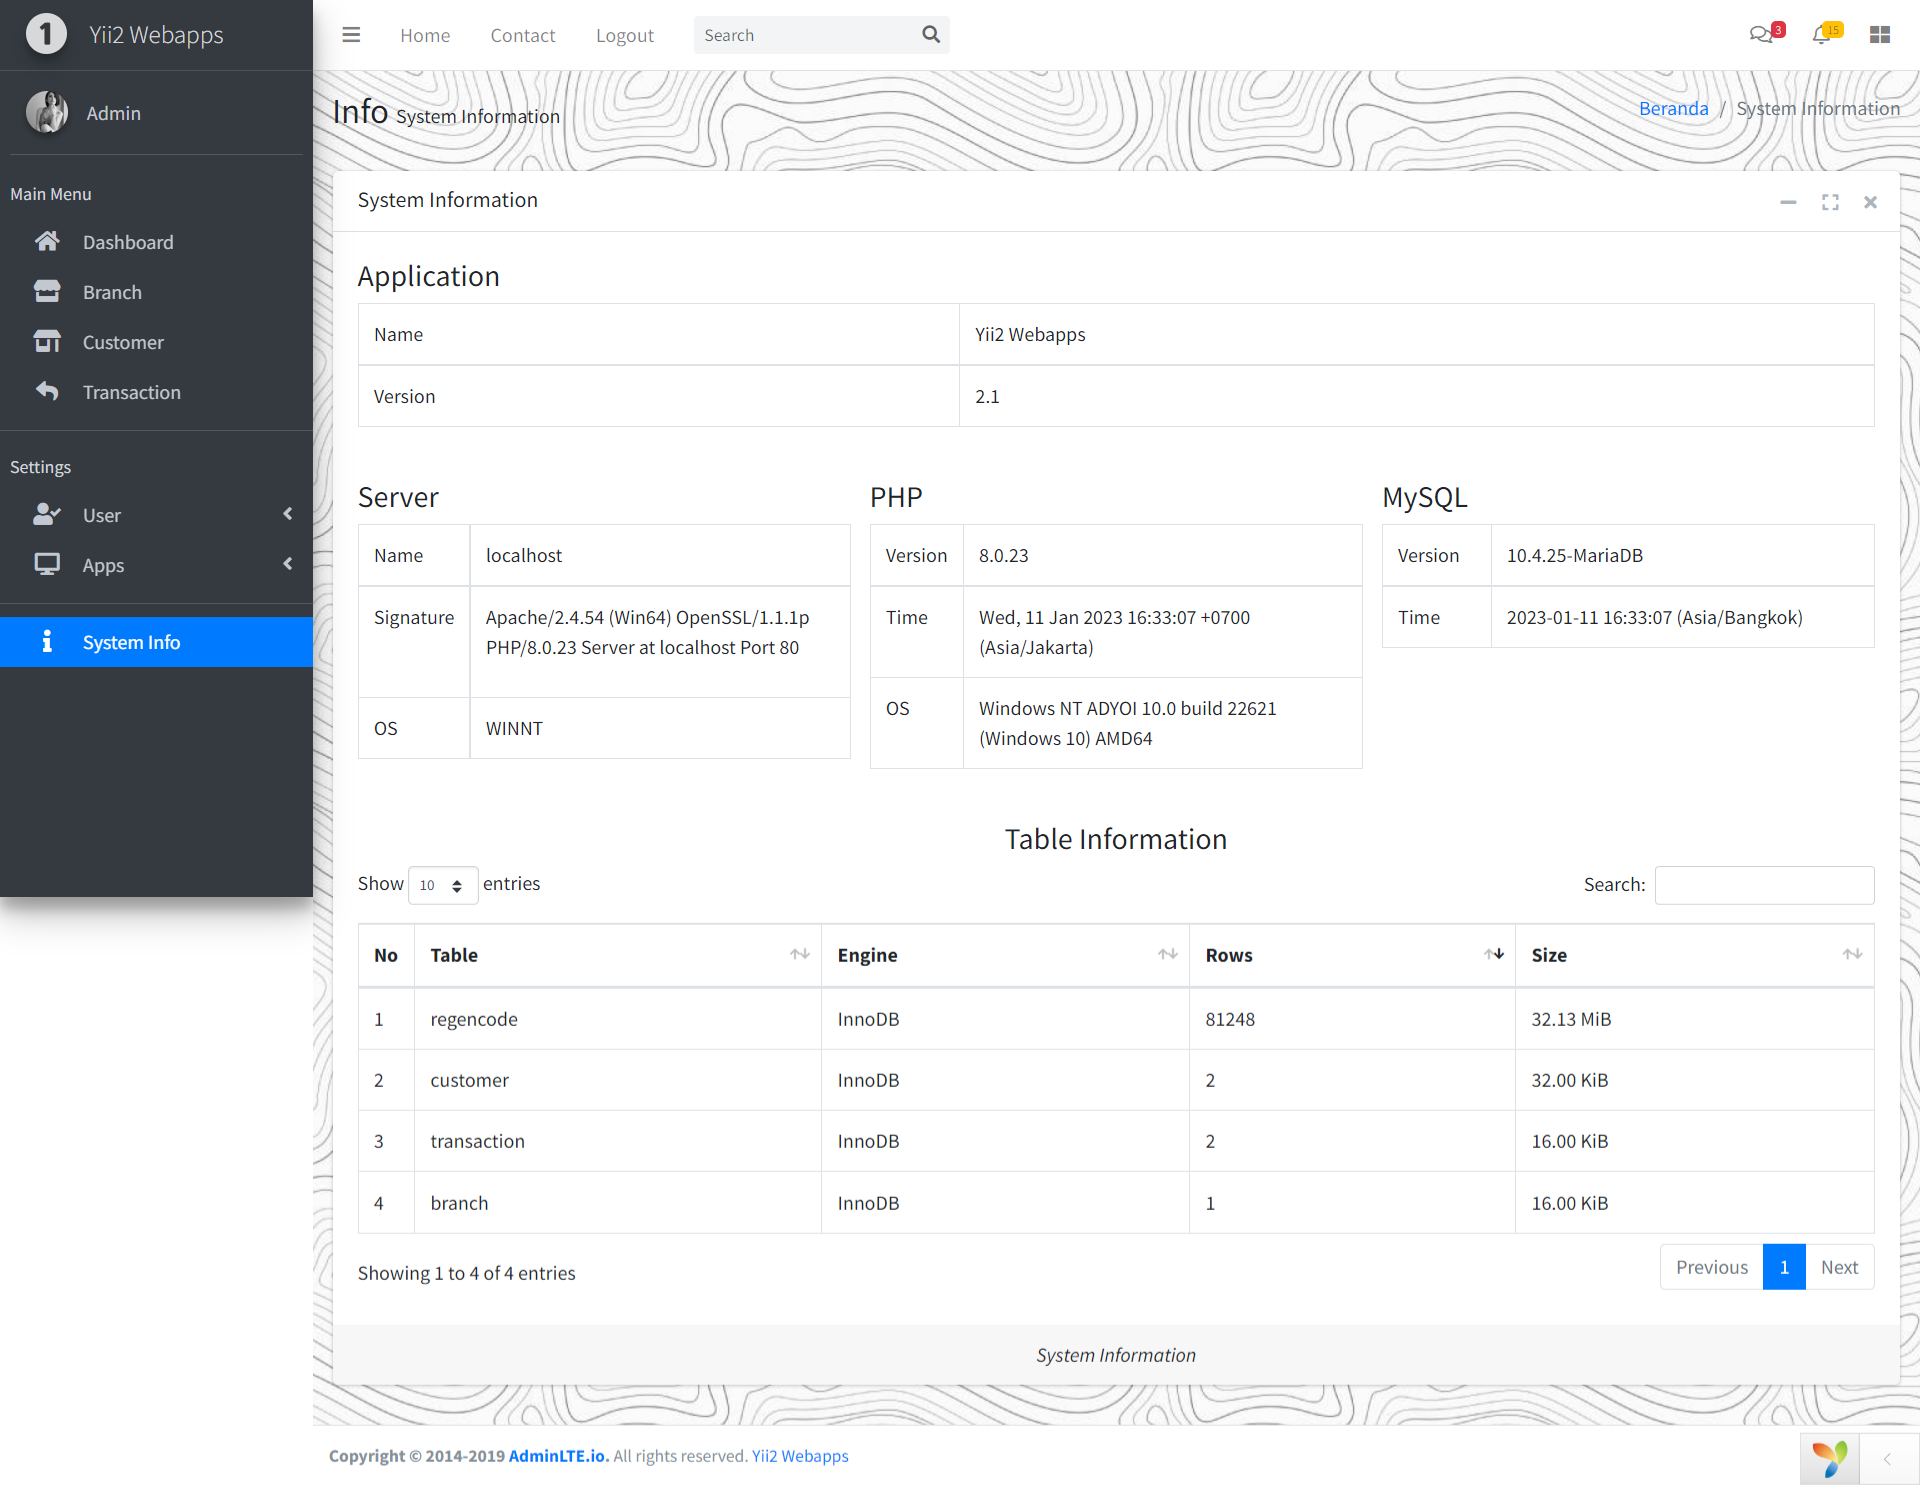 1 Yii2 Webapps
Home Contact Logout Search 3 15
Admin
Main Menu
Dashboard
Branch
Customer
Transaction
Settings
User
Apps
System Info
Info System Information
Beranda / System Information
System Information
Application
Name Yii2 Webapps
Version 2.1
Server
Name localhost
Signature Apache/2.4.54 (Win64) OpenSSL/1.1.1p
PHP/8.0.23 Server at localhost Port 80
OS WINNT
PHP
Version 8.0.23
Time Wed, 11 Jan 2023 16:33:07 +0700
(Asia/Jakarta)
OS Windows NT ADYOI 10.0 build 22621
(Windows 10) AMD64
MySQL
Version 10.4.25-MariaDB
Time 2023-01-11 16:33:07 (Asia/Bangkok)
Table Information
Show 10 entries
Search:
No Table Engine Rows Size
1 regencode InnoDB 81248 32.13 MiB
2 customer InnoDB 2 32.00 KiB
3 transaction InnoDB 2 16.00 KiB
4 branch InnoDB 1 16.00 KiB
Showing 1 to 4 of 4 entries
Previous 1 Next
System Information
Copyright © 2014-2019 AdminLTE.io. All rights reserved. Yii2 Webapps